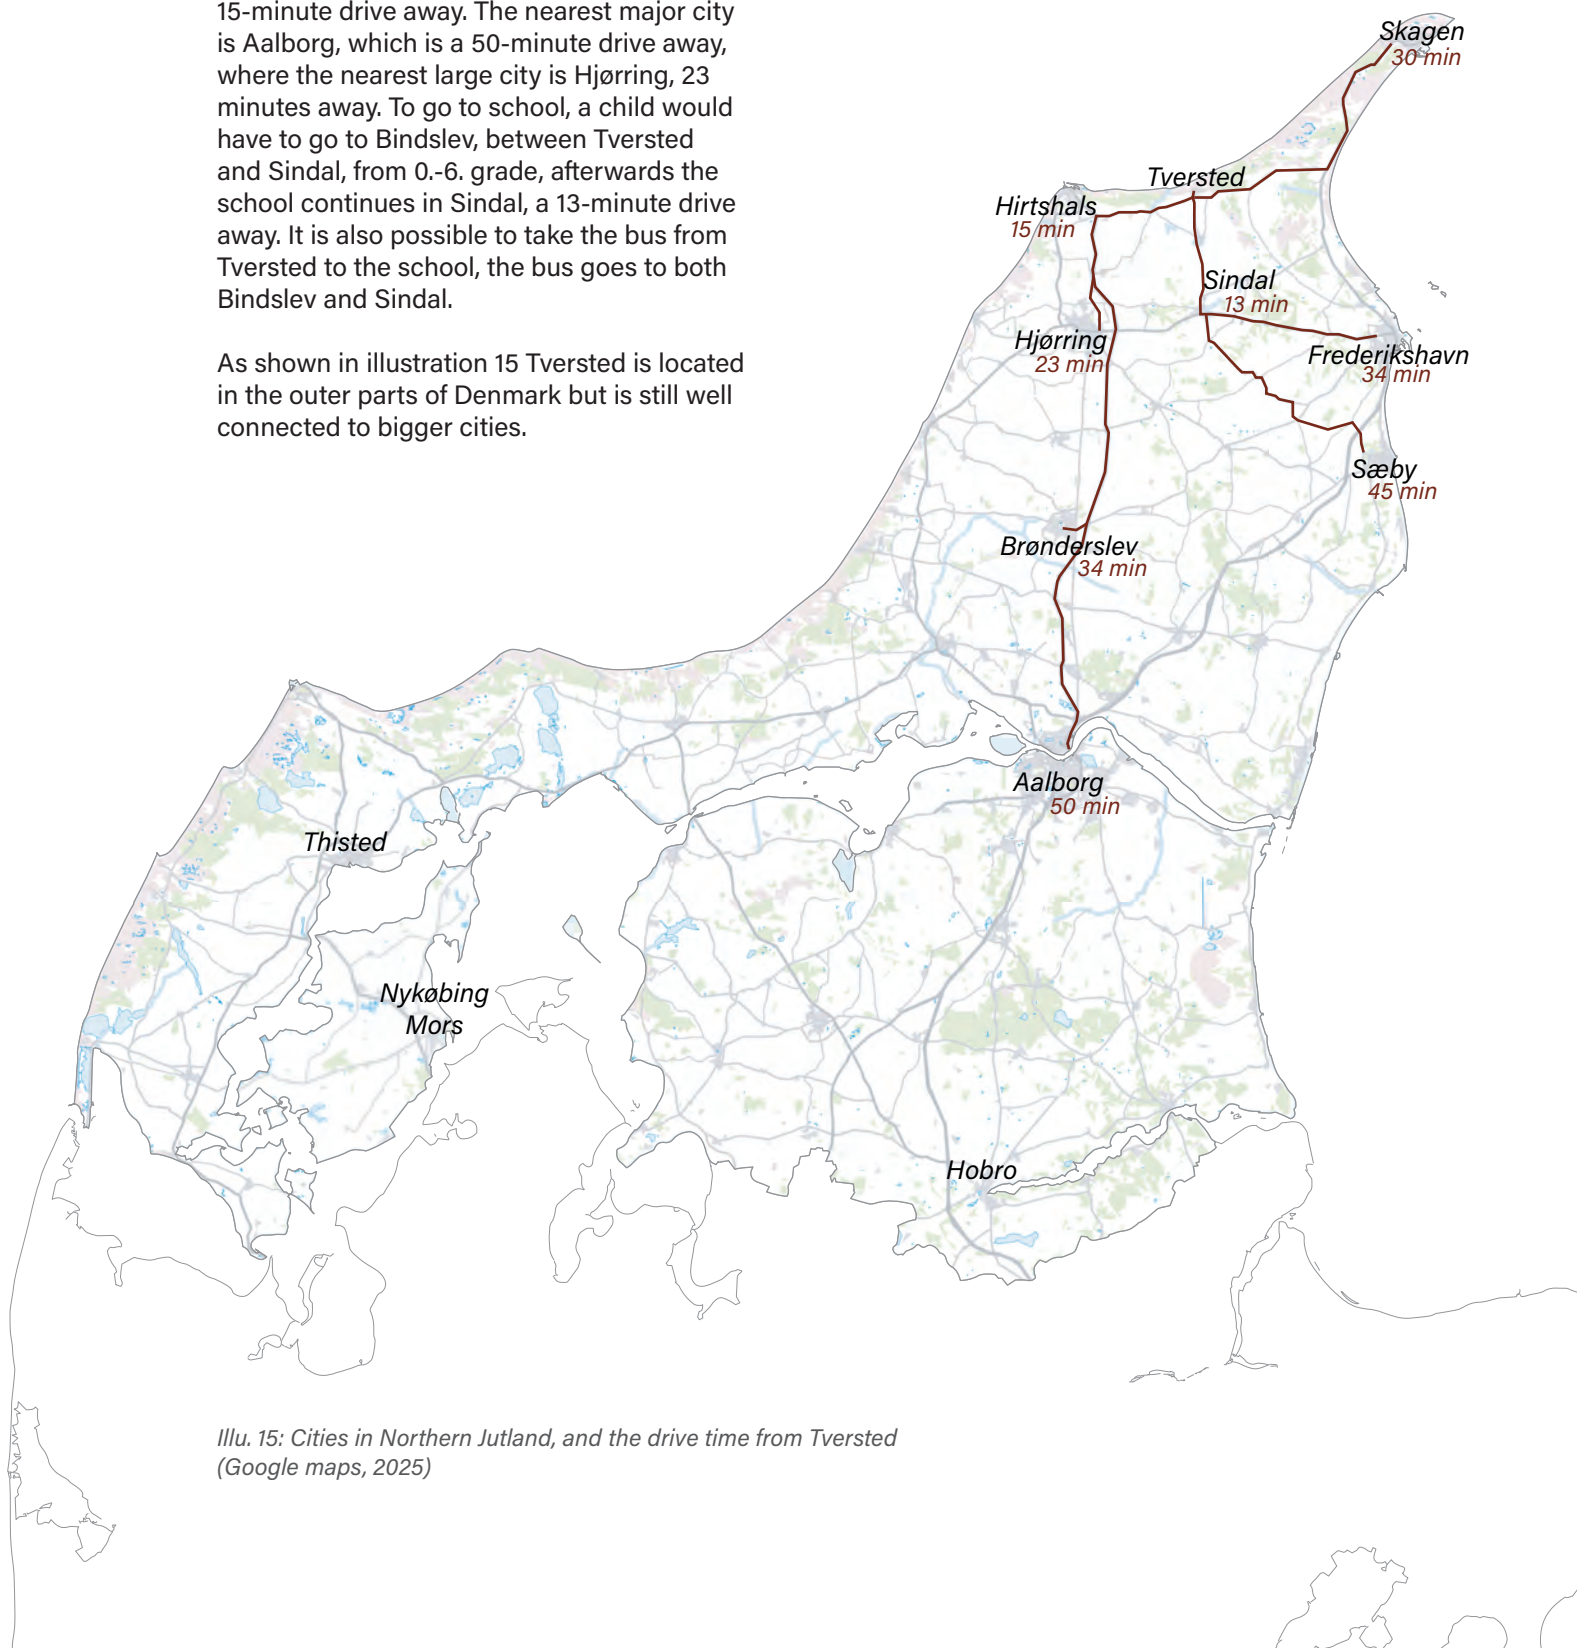 15-minute drive away. The nearest major city
is Aalborg, which is a 50-minute drive away,
where the nearest large city is Hjørring, 23
minutes away. To go to school, a child would
have to go to Bindslev, between Tversted
and Sindal, from 0.-6. grade, afterwards the
school continues in Sindal, a 13-minute drive
away. It is also possible to take the bus from
Tversted to the school, the bus goes to both
Bindslev and Sindal.
As shown in illustration 15 Tversted is located
in the outer parts of Denmark but is still well
connected to bigger cities.
Skagen
30 min
Tversted
Hirtshals
15 min
Sindal
13 min
Hjørring
23 min
Frederikshavn
34 min
Sæby
45 min
Brønderslev
34 min
Aalborg
50 min
Thisted
Nykøbing
Mors
Hobro
Illu. 15: Cities in Northern Jutland, and the drive time from Tversted
(Google maps, 2025)